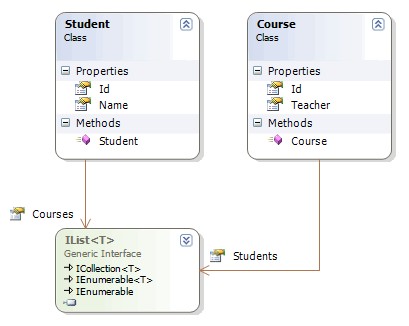 Student
Class
Properties
Id
Name
Methods
Student
Course
Class
Properties
Id
Teacher
Methods
Course
Courses
IList<T>
Generic Interface
ICollection<T>
IEnumerable<T>
IEnumerable
Students